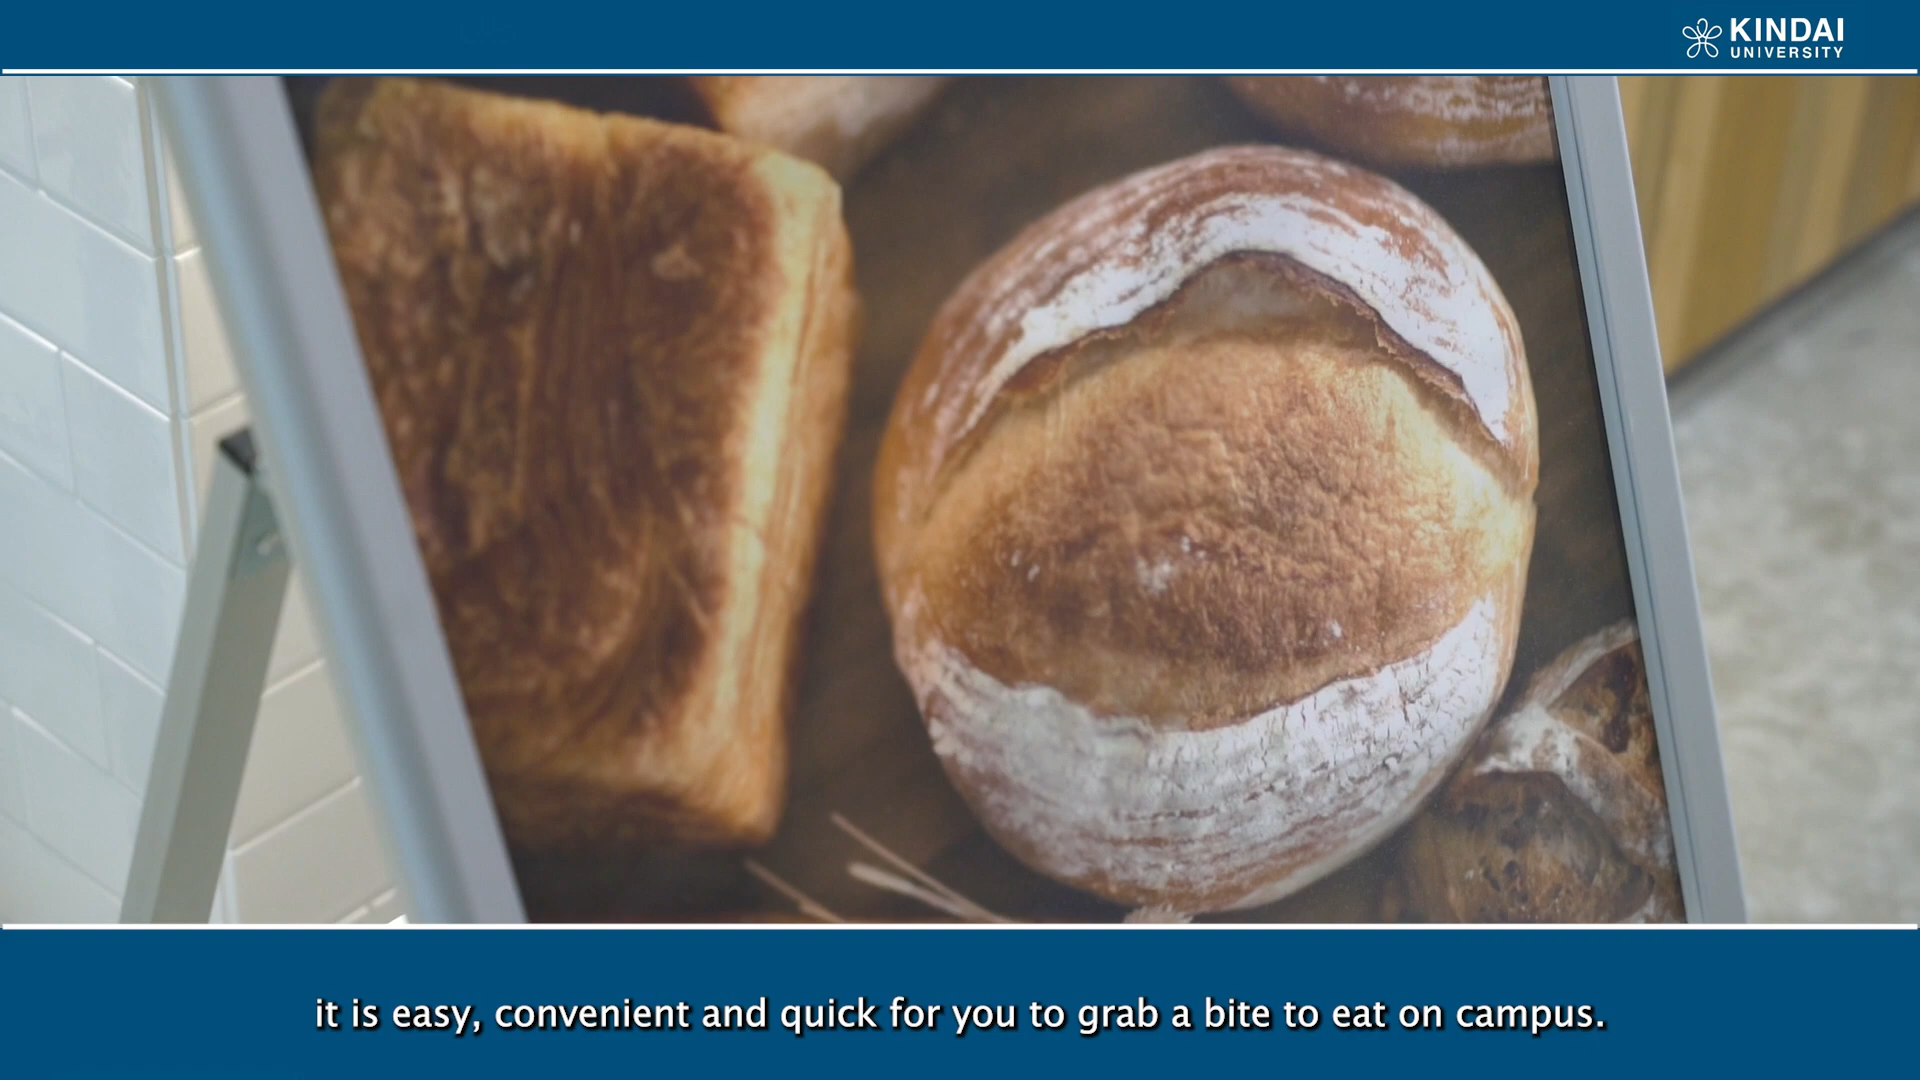 KINDAI
UNIVERSITY
it is easy, convenient and quick for you to grab a bite to eat on campus.